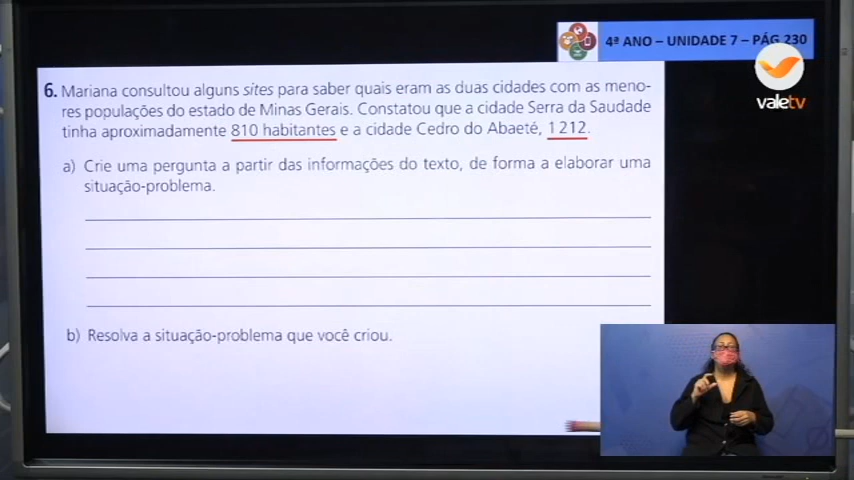 4ª ANO – UNIDADE 7 – PÁG 230
valetv
6. Mariana consultou alguns sites para saber quais eram as duas cidades com as meno-
res populações do estado de Minas Gerais. Constatou que a cidade Serra da Saudade
tinha aproximadamente 810 habitantes e a cidade Cedro do Abaeté, 1 212.
a) Crie uma pergunta a partir das informações do texto, de forma a elaborar uma
situação-problema.
b) Resolva a situação-problema que você criou.